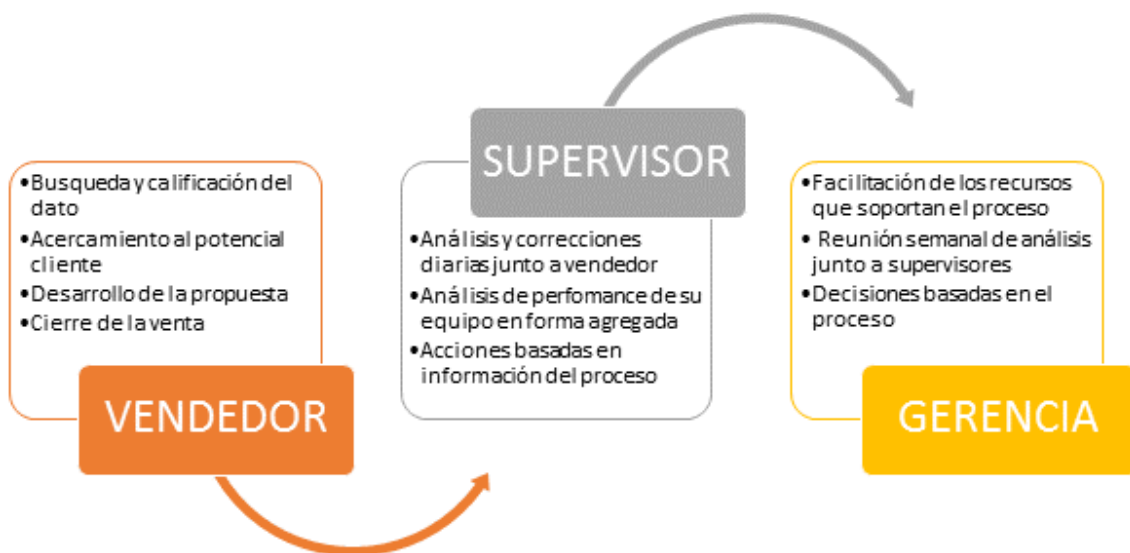 •Busqueda y calificación del
dato
•Acercamiento al potencial
cliente
•Desarrollo de la propuesta
•Cierre de la venta
VENDEDOR
SUPERVISOR
•Análisis y correcciones
diarias junto a vendedor
•Análisis de perfomance de su
equipo en forma agregada
•Acciones basadas en
información del proceso
•Facilitación de los recursos
que soportan el proceso
• Reunión semanal de análisis
junto a supervisores
•Decisiones basadas en el
proceso
GERENCIA